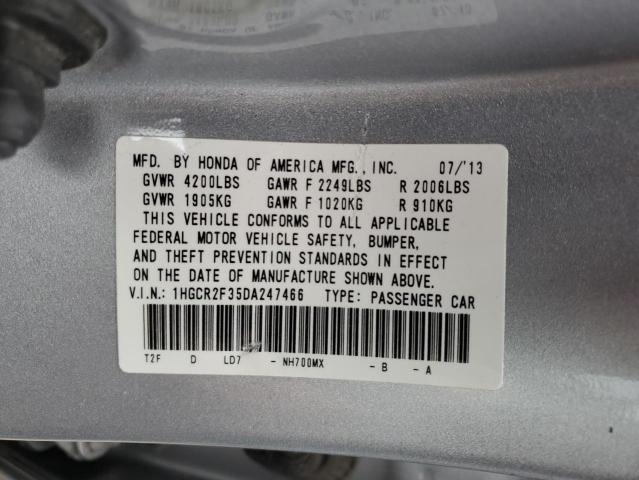 MFD. BY HONDA OF AMERICA MFG., INC. 07/'13
GVWR 4200LBS GAWR F 2249LBS R 2006LBS
GVWR 1905KG GAWR F 1020KG R 910KG
THIS VEHICLE CONFORMS TO ALL APPLICABLE
FEDERAL MOTOR VEHICLE SAFETY, BUMPER,
AND THEFT PREVENTION STANDARDS IN EFFECT
ON THE DATE OF MANUFACTURE SHOWN ABOVE.
V.I.N.: 1HGCR2F35DA247466 TYPE: PASSENGER CAR
T2F D LD7 - NH700MX - B - A